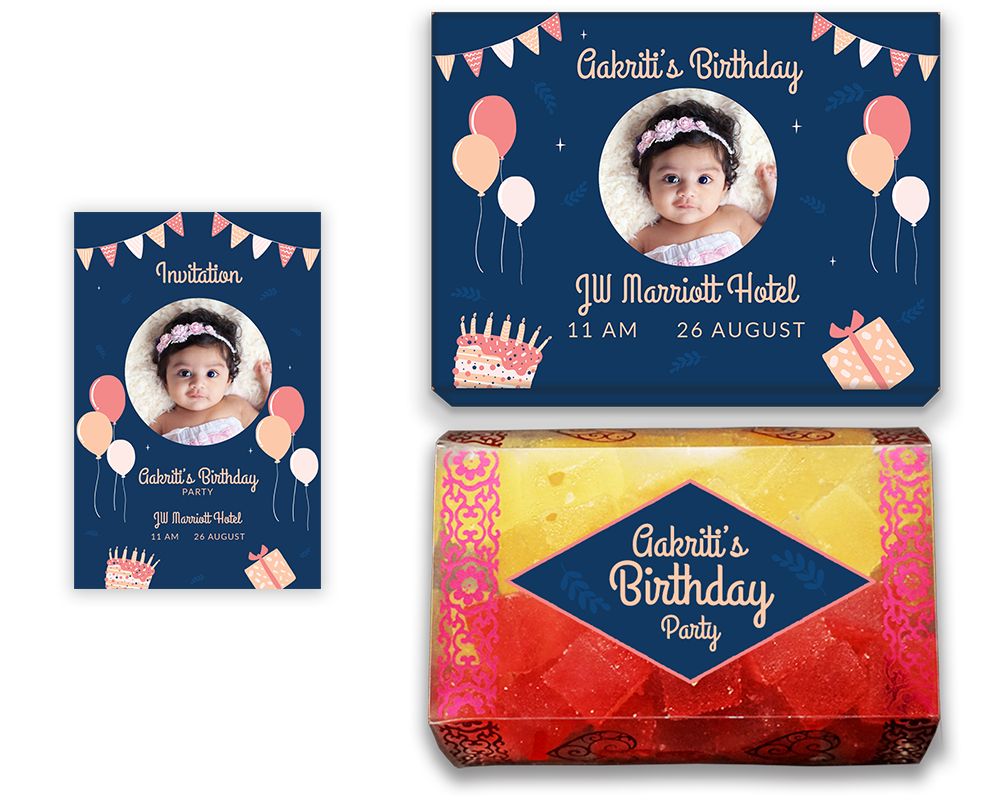 Invitation
Aakriti's Birthday
PARTY
JW Marriott Hotel
11 AM 26 AUGUST
Aakriti's Birthday
JW Marriott Hotel
11 AM 26 AUGUST
Aakriti's
Birthday
Party